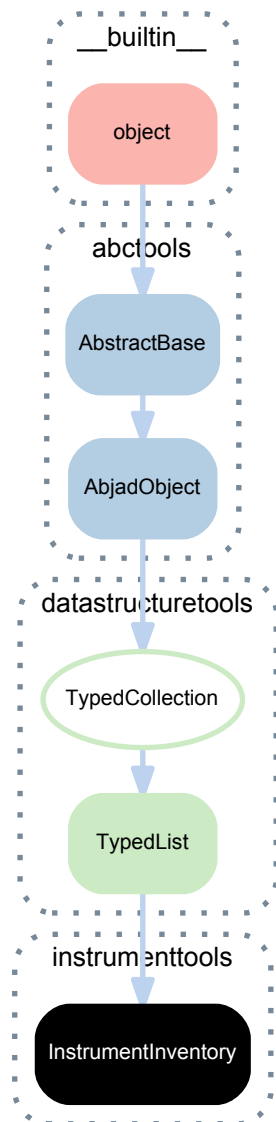 __builtin__
object
abctools
AbstractBase
AbjadObject
datastructuretools
TypedCollection
TypedList
instrumenttools
InstrumentInventory